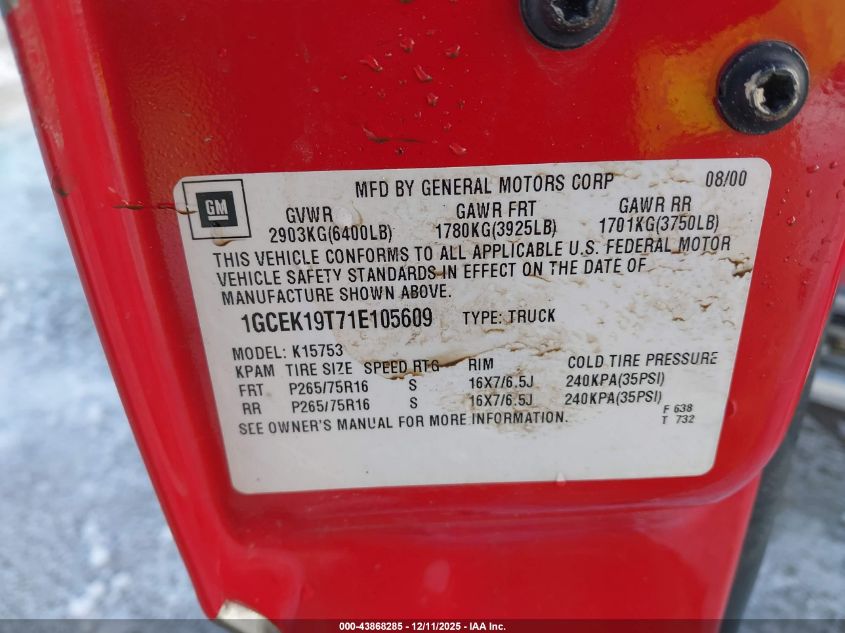 GM
MFD BY GENERAL MOTORS CORP 08/00
GVWR GAWR FRT GAWR RR
2903KG(6400LB) 1780KG(3925LB) 1701KG(3750LB)
THIS VEHICLE CONFORMS TO ALL APPLICABLE U.S. FEDERAL MOTOR
VEHICLE SAFETY STANDARDS IN EFFECT ON THE DATE OF
MANUFACTURE SHOWN ABOVE.
1GCEK19T71E105609 TYPE: TRUCK
MODEL: K15753
KPAM TIRE SIZE SPEED RTG RIM COLD TIRE PRESSURE
FRT P265/75R16 S 16X7/6.5J 240KPA(35PSI)
RR P265/75R16 S 16X7/6.5J 240KPA(35PSI)
SEE OWNER'S MANUAL FOR MORE INFORMATION.
F 638
T 732
000-43868285 - 12/11/2025 - IAA Inc.